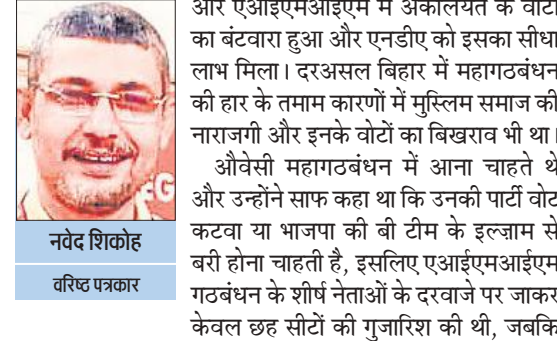 और एआइएमआइएम में अकलियत के वोटों
का बंटवारा हुआ और एनडीए को इसका सीधा
लाभ मिला। दरअसल बिहार में महागठबंधन
की हार के तमाम कारणों में मुस्लिम समाज की
नाराजगी और इनके वोटों का बिखराव भी था।
औवेसी महागठबंधन में आना चाहते थे
और उन्होंने साफ कहा था कि उनकी पार्टी वोट
कटवा या भाजपा की बी टीम के इल्ज़ाम से
बरी होना चाहती है, इसलिए एआईएमआईएम
गठबंधन के शीर्ष नेताओं के दरवाजे पर जाकर
केवल छह सीटों की गुजारिश की थी, जबकि
नवेद शिकोह
वरिष्ठ पत्रकार